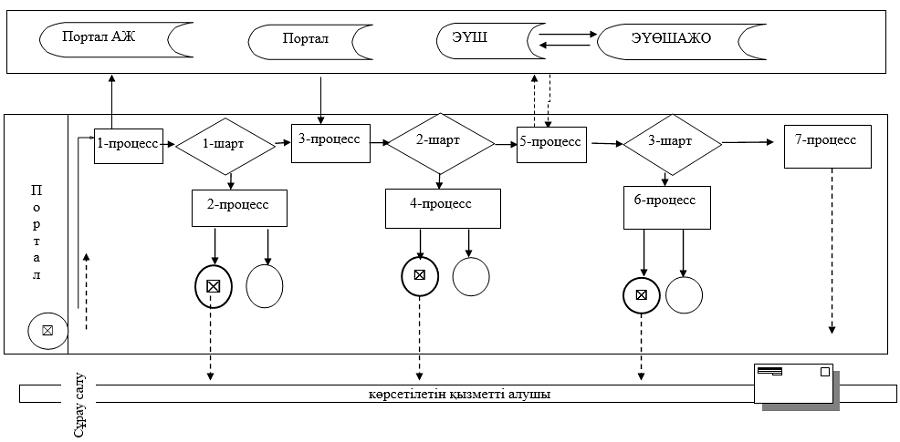 Портал АЖ
Портал
ЭҮШ
ЭҮӨШАЖО
1-процесс
1-шарт
3-процесс
2-шарт
5-процесс
3-шарт
7-процесс
2-процесс
4-процесс
6-процесс
Портал
Сұрау салу
көрсетілетін қызметті алушы